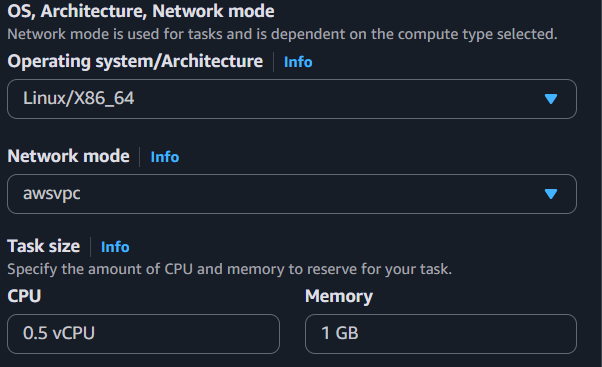 OS, Architecture, Network mode
Network mode is used for tasks and is dependent on the compute type selected.
Operating system/Architecture Info
Linux/X86_64
Network mode Info
awsvpc
Task size Info
Specify the amount of CPU and memory to reserve for your task.
CPU Memory
0.5 vCPU 1 GB